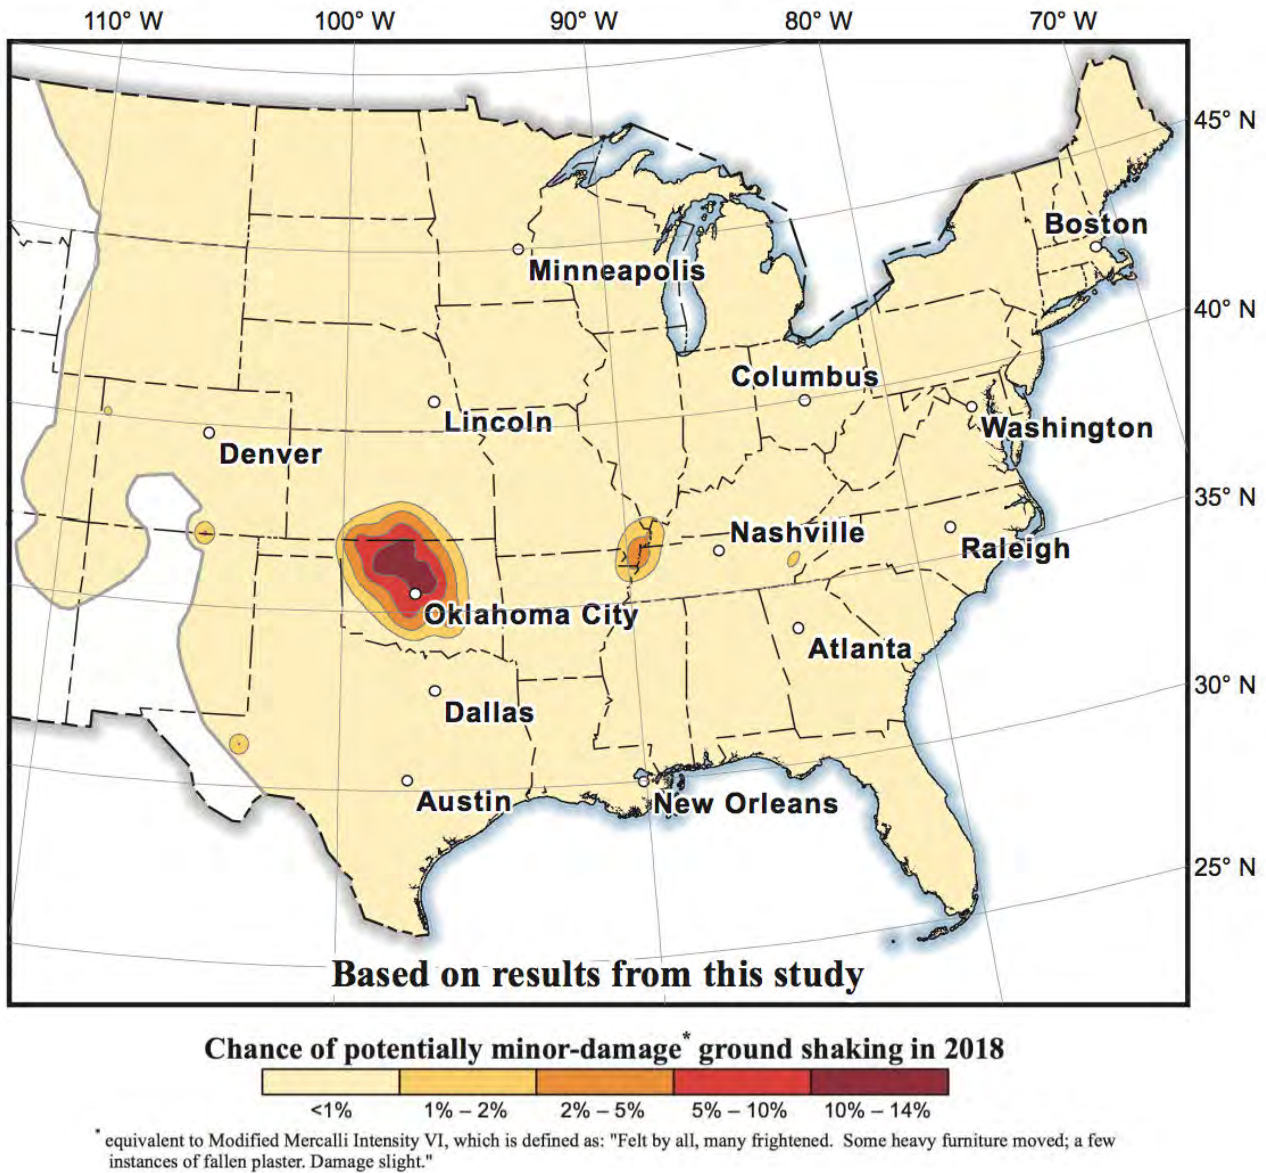 110° W 100° W 90° W 80° W 70° W
45° N
Boston
Minneapolis
40° N
Columbus
Lincoln
Washington
Denver
35° N
Nashville
Raleigh
Oklahoma City
Atlanta
30° N
Dallas
Austin
New Orleans
25° N
Based on results from this study
Chance of potentially minor-damage* ground shaking in 2018
<1% 1% – 2% 2% – 5% 5% – 10% 10% – 14%
* equivalent to Modified Mercalli Intensity VI, which is defined as: "Felt by all, many frightened. Some heavy furniture moved; a few
instances of fallen plaster. Damage slight."